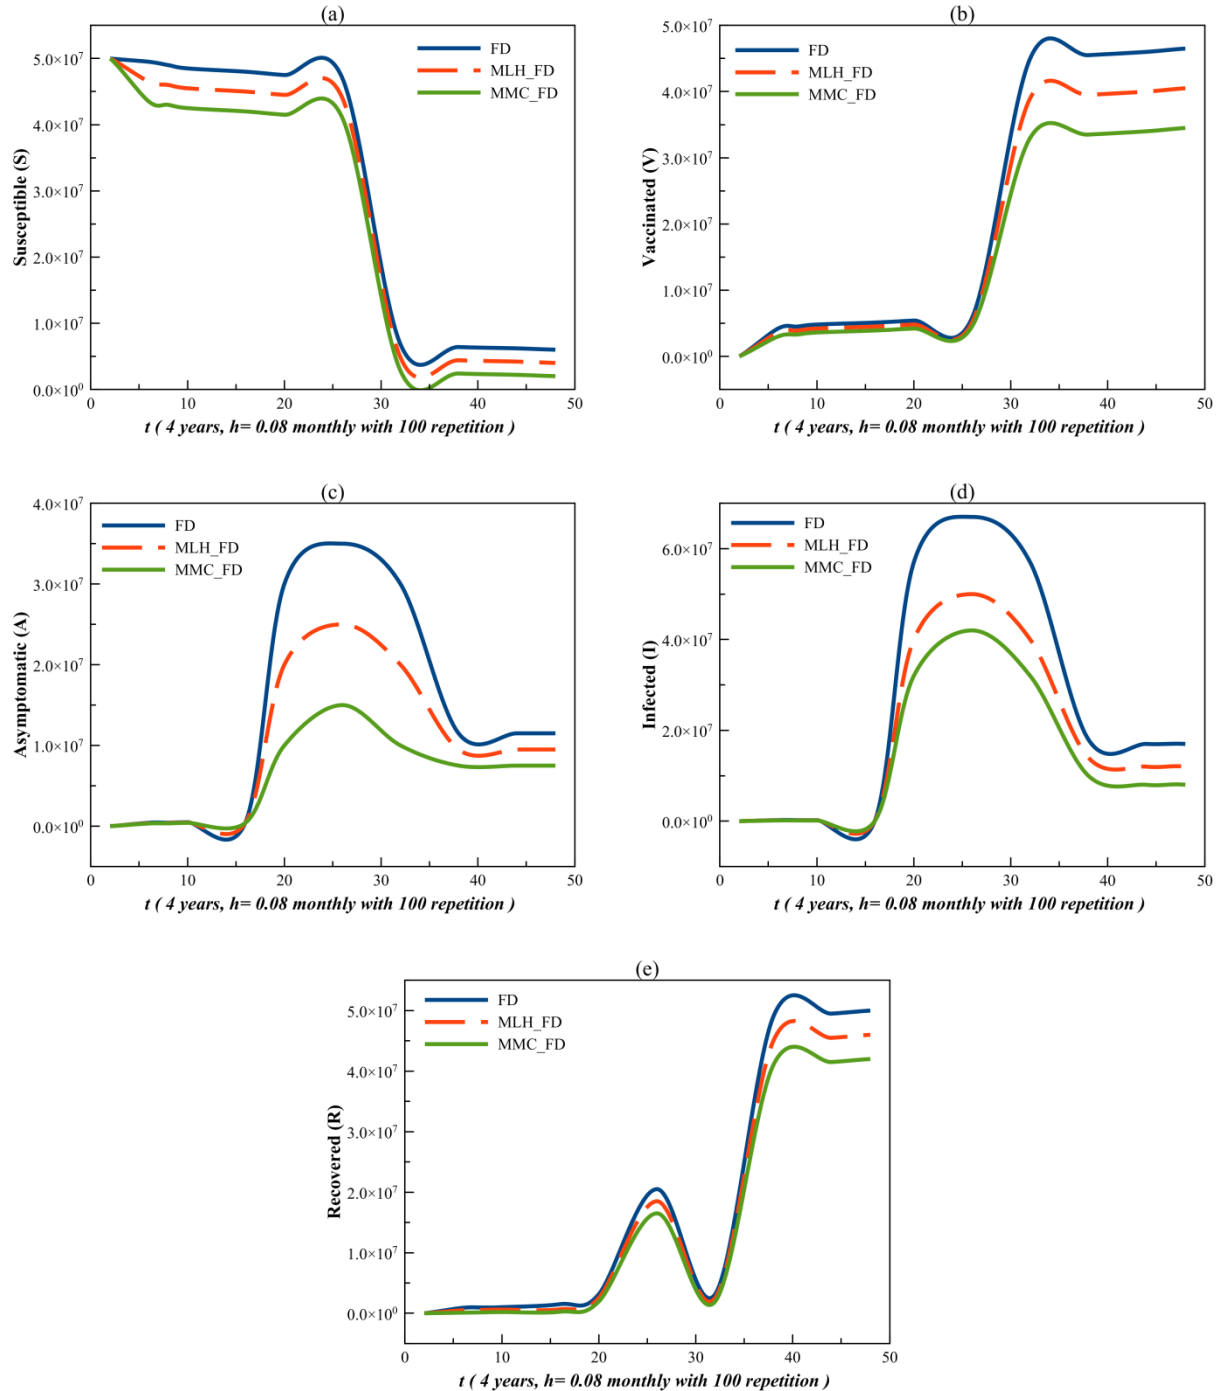 (a)
5.0×10⁷
4.0×10⁷
3.0×10⁷
2.0×10⁷
1.0×10⁷
0.0×10⁰
Susceptible (S)
FD
MLH_FD
MMC_FD
0 10 20 30 40 50
t ( 4 years, h= 0.08 monthly with 100 repetition )
(b)
5.0×10⁷
4.0×10⁷
3.0×10⁷
2.0×10⁷
1.0×10⁷
0.0×10⁰
Vaccinated (V)
FD
MLH_FD
MMC_FD
0 10 20 30 40 50
t ( 4 years, h= 0.08 monthly with 100 repetition )
(c)
4.0×10⁷
3.0×10⁷
2.0×10⁷
1.0×10⁷
0.0×10⁰
Asymptomatic (A)
FD
MLH_FD
MMC_FD
0 10 20 30 40 50
t ( 4 years, h= 0.08 monthly with 100 repetition )
(d)
6.0×10⁷
4.0×10⁷
2.0×10⁷
0.0×10⁰
Infected (I)
FD
MLH_FD
MMC_FD
0 10 20 30 40 50
t ( 4 years, h= 0.08 monthly with 100 repetition )
(e)
5.0×10⁷
4.0×10⁷
3.0×10⁷
2.0×10⁷
1.0×10⁷
0.0×10⁰
Recovered (R)
FD
MLH_FD
MMC_FD
0 10 20 30 40 50
t ( 4 years, h= 0.08 monthly with 100 repetition )